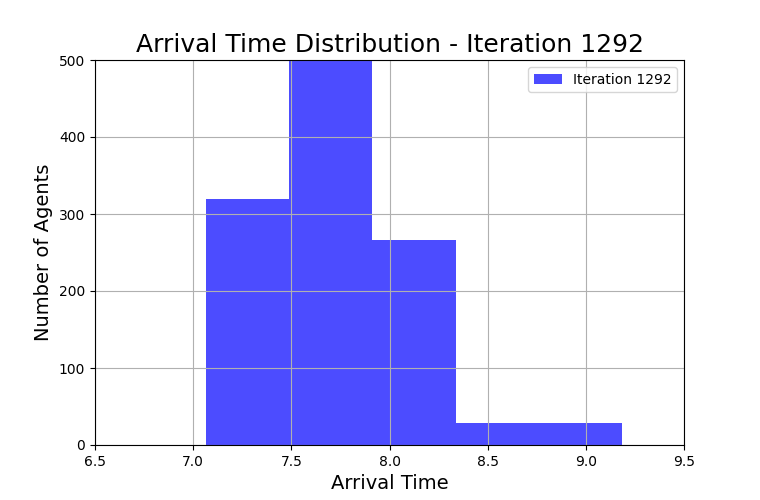 Arrival Time Distribution - Iteration 1292
Iteration 1292
Number of Agents
500
400
300
200
100
0
6.5 7.0 7.5 8.0 8.5 9.0 9.5
Arrival Time